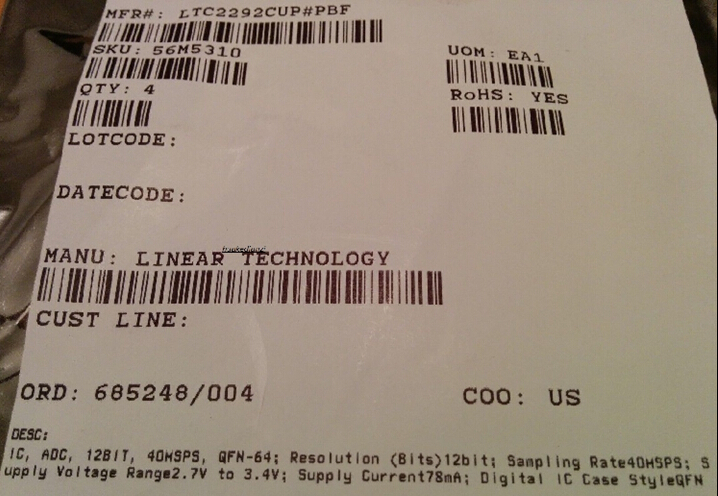 MFR#: LTC2292CUP#PBF
SKU: 56M5310
UOM: EA1
QTY: 4
RoHS: YES
LOTCODE:
DATECODE:
MANU: LINEAR TECHNOLOGY
CUST LINE:
ORD: 685248/004
COO: US
DESC:
IC, ADC, 12BIT, 40MSPS, QFN-64; Resolution (Bits)12bit; Sampling Rate40MSPS; S
upply Voltage Range2.7V to 3.4V; Supply Current78mA; Digital IC Case StyleQFN